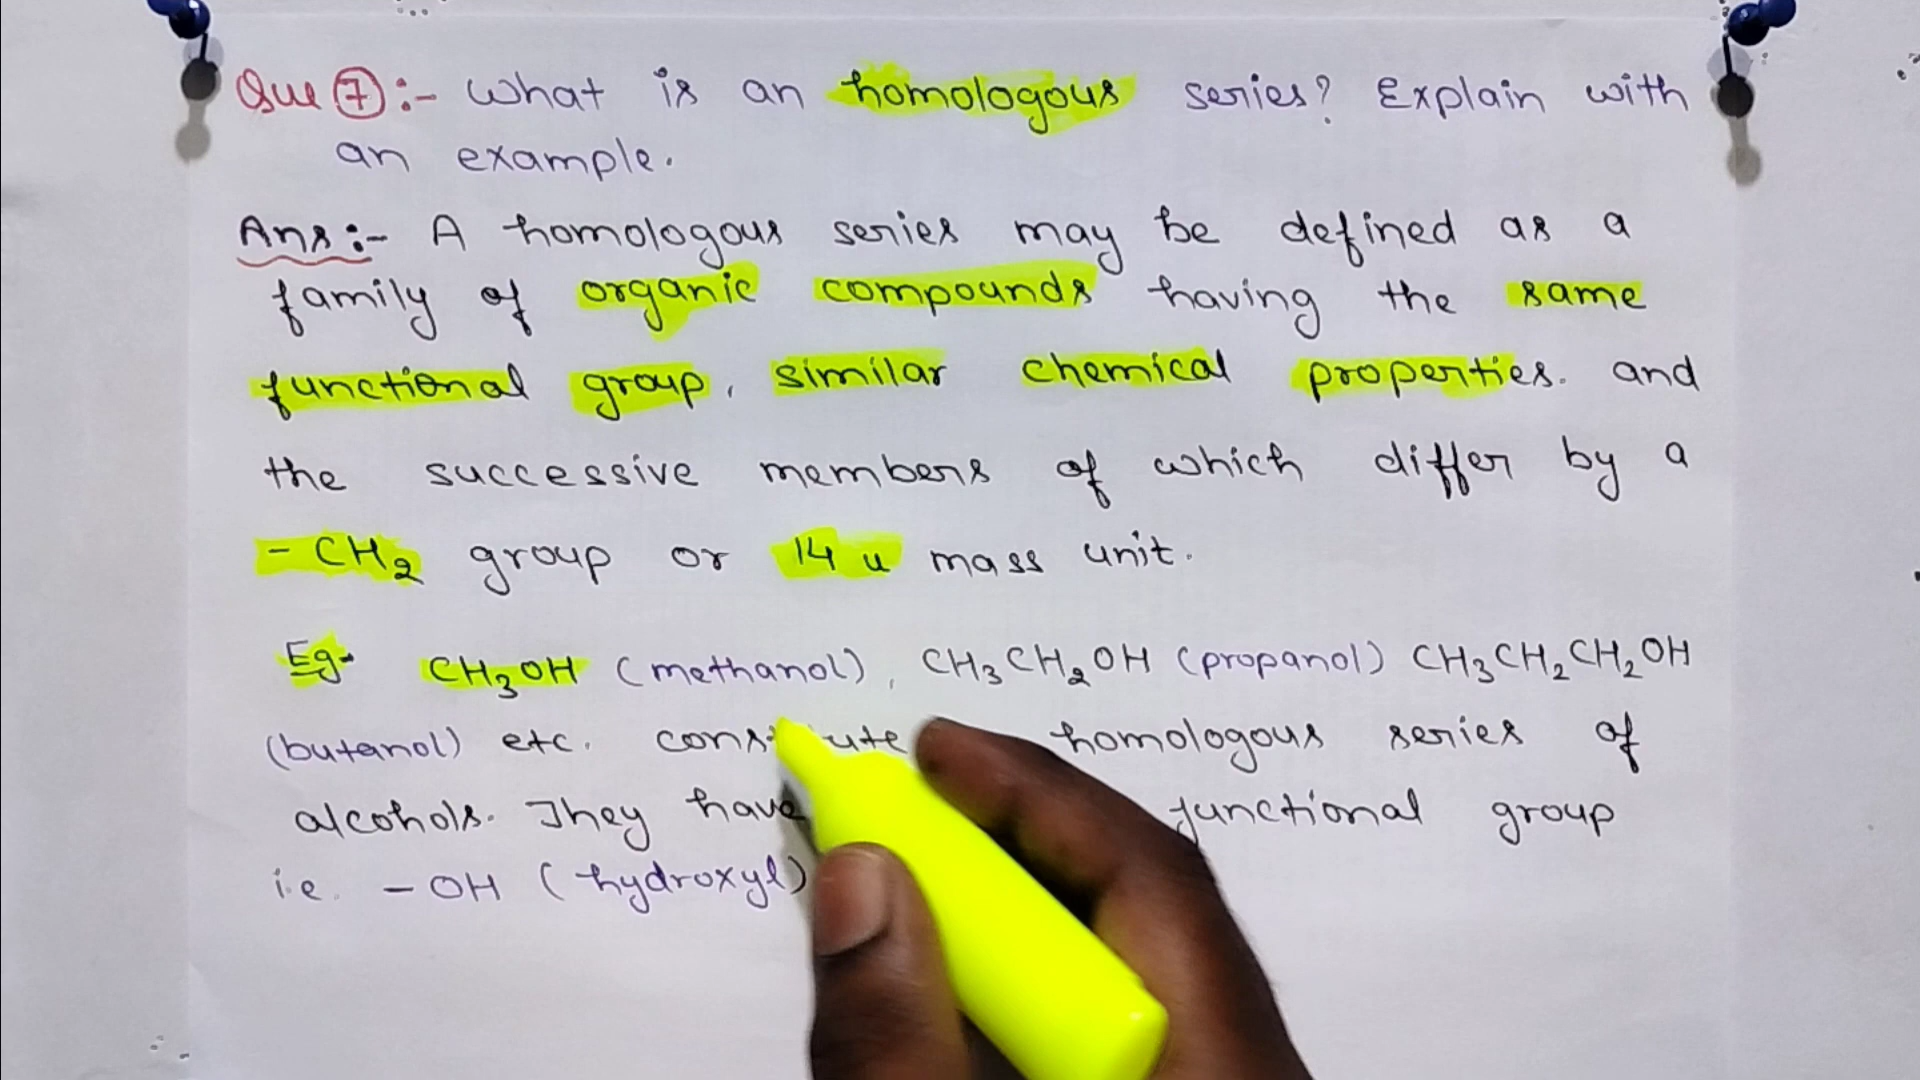 Que 7 :- What is an homologous series? Explain with
an example.
Ans:- A homologous series may be defined as a
family of organic compounds having the same
functional group, similar chemical properties. and
the successive members of which differ by a
- CH₂ group or 14 u mass unit.
Eg- CH₃OH (methanol), CH₃CH₂OH (propanol) CH₃CH₂CH₂OH
(butanol) etc. homologous series of
alcohols. They have functional group
i.e. - OH (hydroxyl)